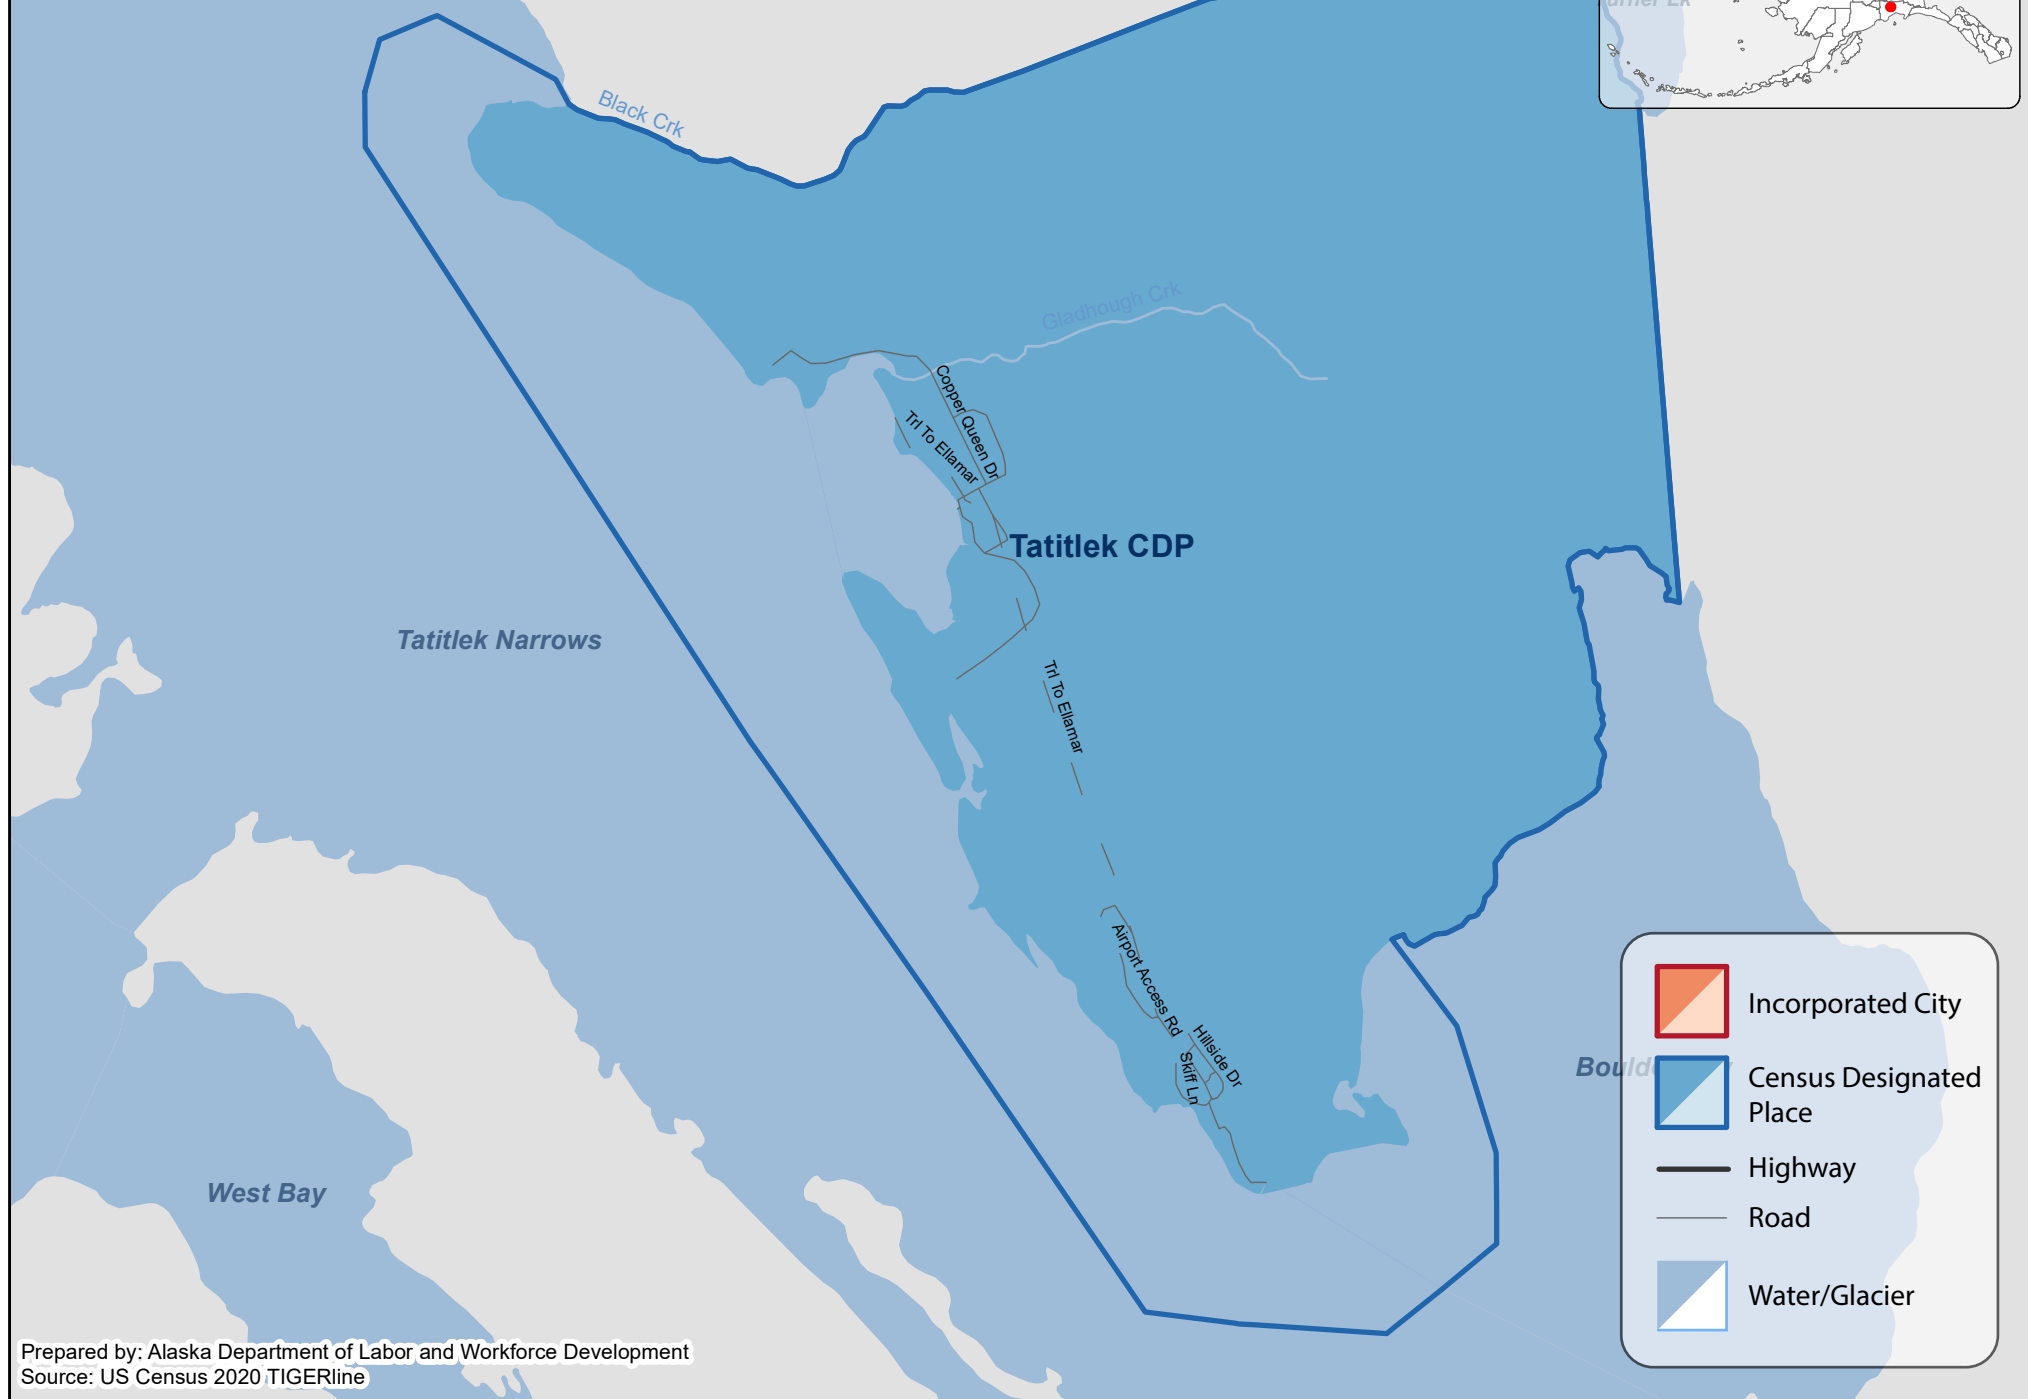 Black Crk
Gladhough Crk
Copper Queen Dr
Trl To Ellamar
Tatitlek CDP
Tatitlek Narrows
Trl To Ellamar
Airport Access Rd
Hillside Dr
Skiff Ln
West Bay
Incorporated City
Census Designated
Place
Highway
Road
Water/Glacier
Prepared by: Alaska Department of Labor and Workforce Development
Source: US Census 2020 TIGERline